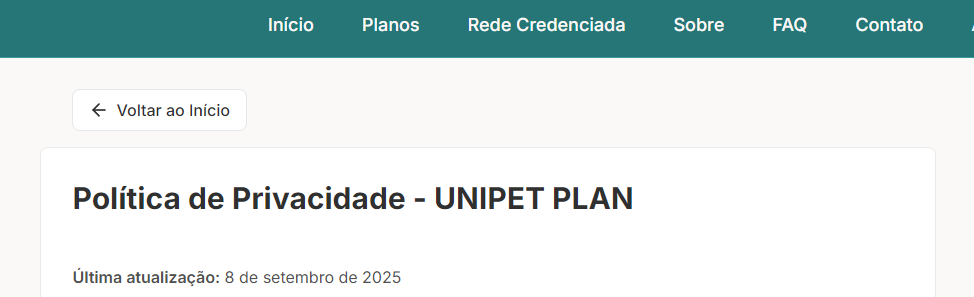 Início Planos Rede Credenciada Sobre FAQ Contato
Voltar ao Início
Política de Privacidade - UNIPET PLAN
Última atualização: 8 de setembro de 2025